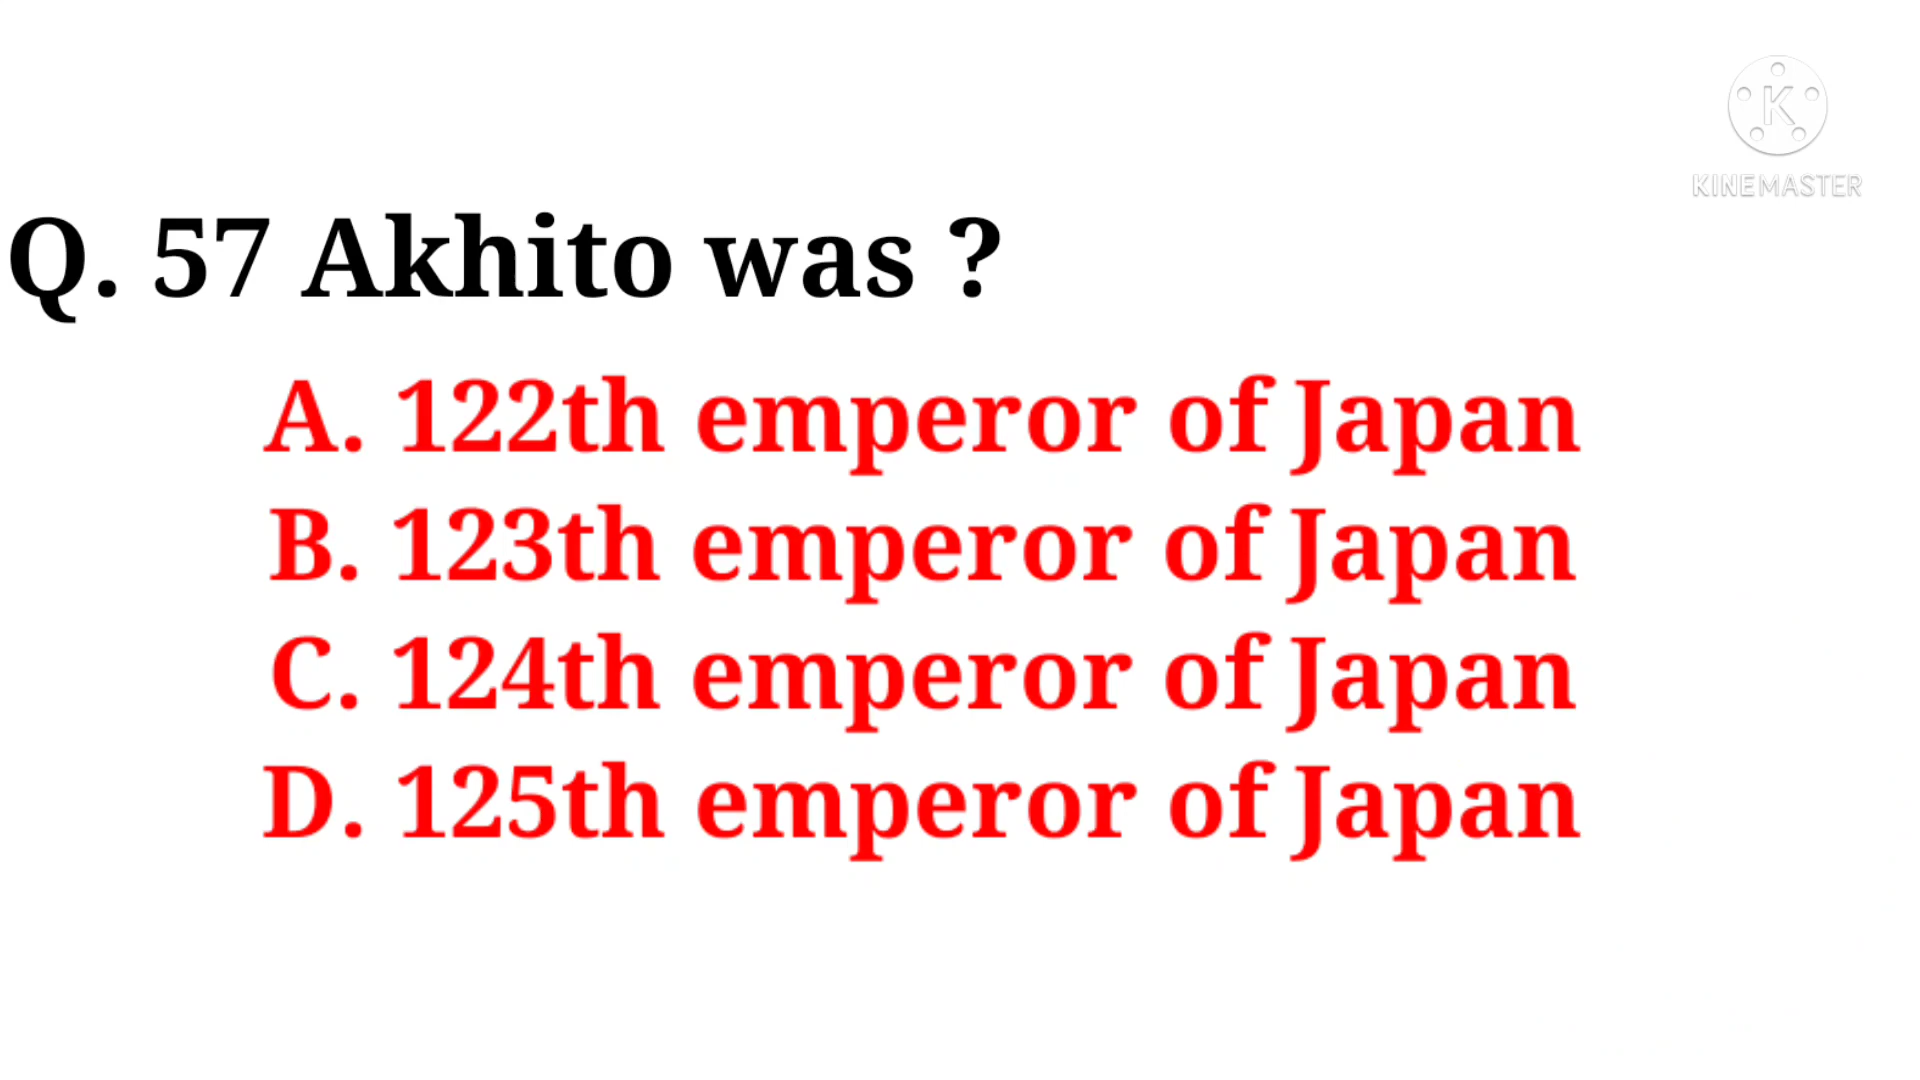 K
KINEMASTER
Q. 57 Akhito was ?
A. 122th emperor of Japan
B. 123th emperor of Japan
C. 124th emperor of Japan
D. 125th emperor of Japan